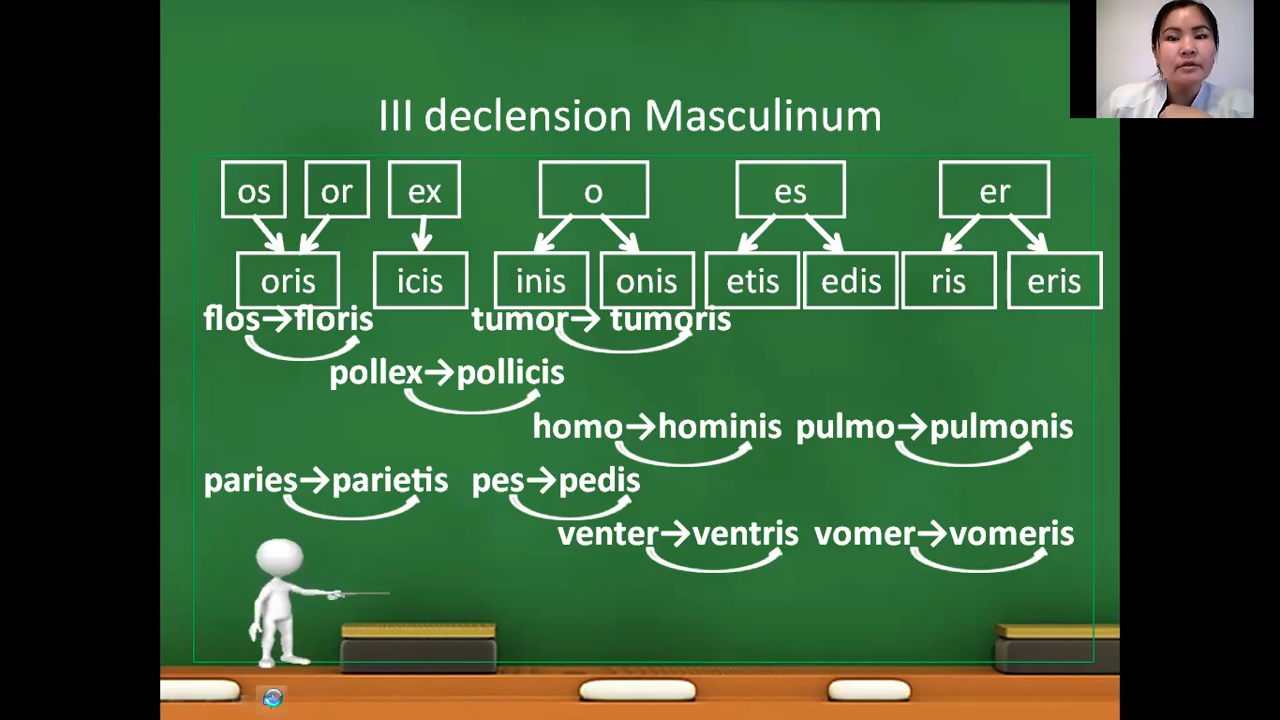 III declension Masculinum
os or ex o es er
oris icis inis onis etis edis ris eris
flos→floris tumor→ tumoris
pollex→pollicis
homo→hominis pulmo→pulmonis
paries→parietis pes→pedis
venter→ventris vomer→vomeris